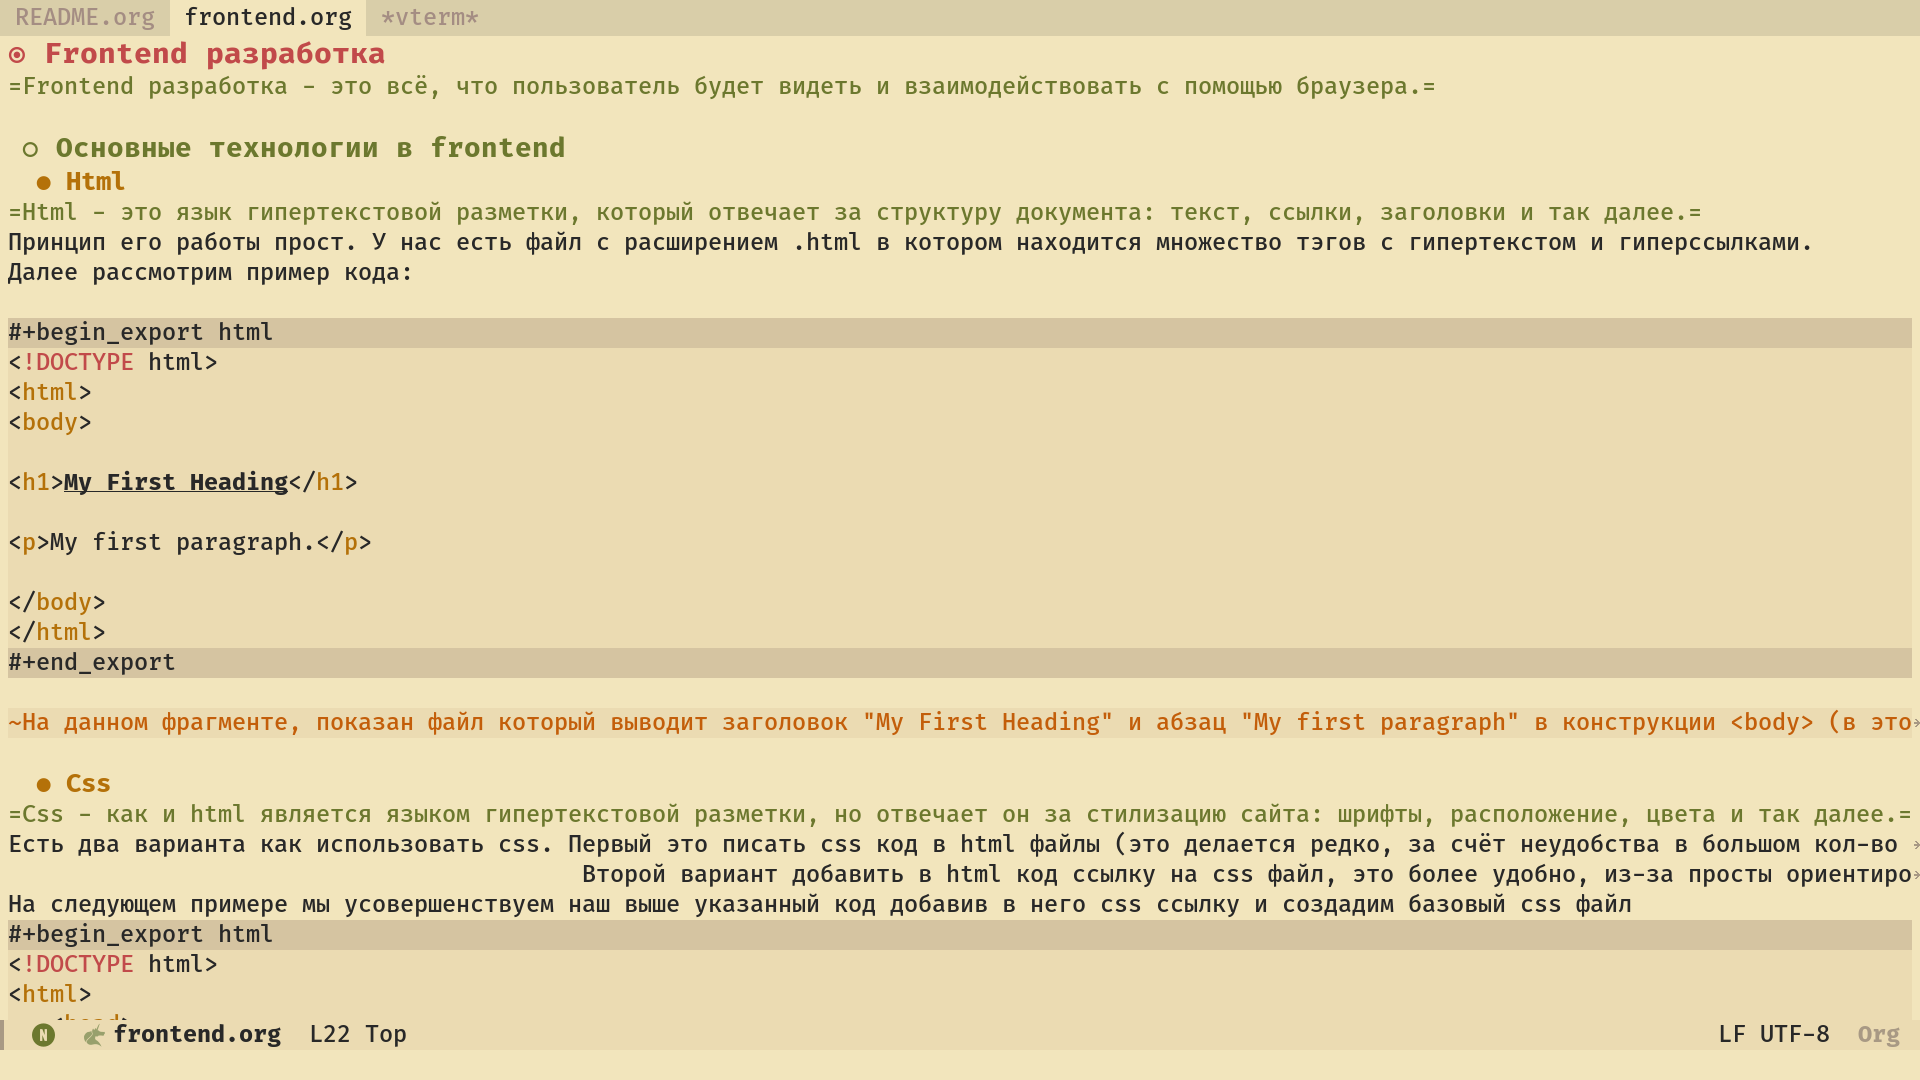 README.org frontend.org *vterm*
Frontend разработка
=Frontend разработка - это всё, что пользователь будет видеть и взаимодействовать с помощью браузера.=
Основные технологии в frontend
Html
=Html - это язык гипертекстовой разметки, который отвечает за структуру документа: текст, ссылки, заголовки и так далее.=
Принцип его работы прост. У нас есть файл с расширением .html в котором находится множество тэгов с гипертекстом и гиперссылками.
Далее рассмотрим пример кода:
#+begin_export html
<!DOCTYPE html>
<html>
<body>
<h1>My First Heading</h1>
<p>My first paragraph.</p>
</body>
</html>
#+end_export
~На данном фрагменте, показан файл который выводит заголовок "My First Heading" и абзац "My first paragraph" в конструкции <body> (в это
Css
=Css - как и html является языком гипертекстовой разметки, но отвечает он за стилизацию сайта: шрифты, расположение, цвета и так далее.=
Есть два варианта как использовать css. Первый это писать css код в html файлы (это делается редко, за счёт неудобства в большом кол-во
Второй вариант добавить в html код ссылку на css файл, это более удобно, из-за просты ориентиро
На следующем примере мы усовершенствуем наш выше указанный код добавив в него css ссылку и создадим базовый css файл
#+begin_export html
<!DOCTYPE html>
<html>
N frontend.org L22 Top LF UTF-8 Org